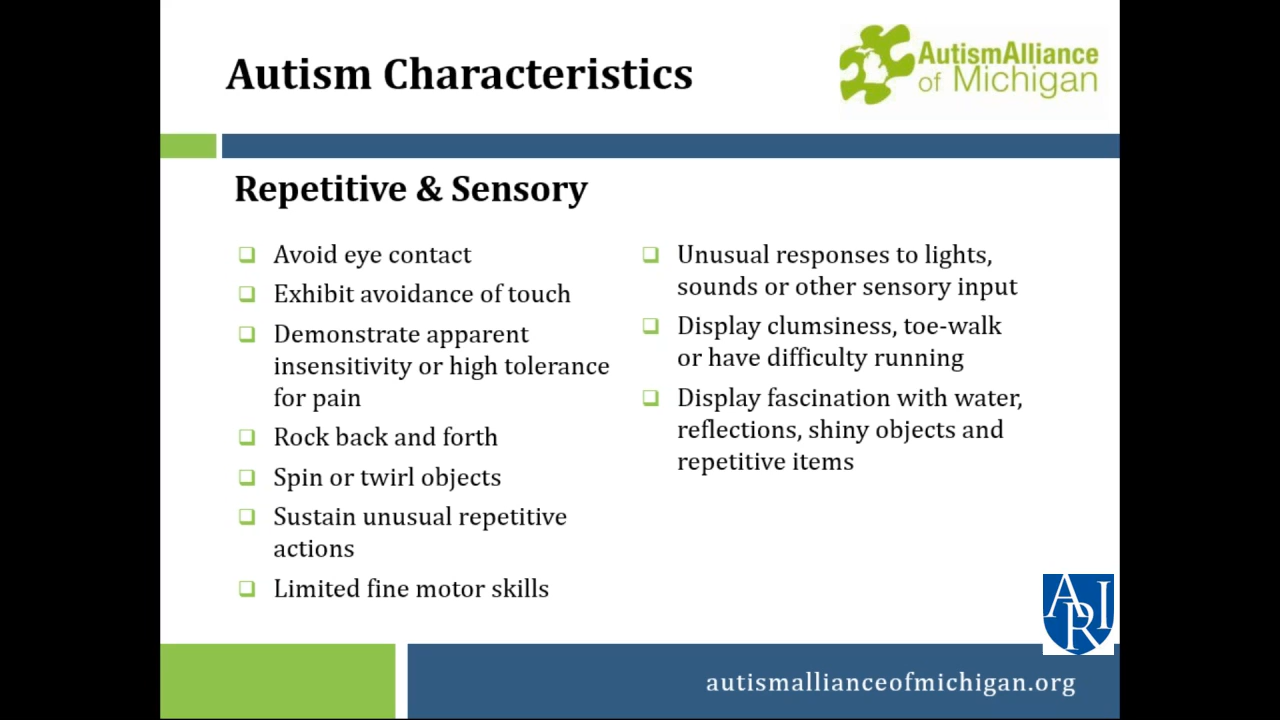 Autism Characteristics
AutismAlliance
of Michigan
Repetitive & Sensory
Avoid eye contact
Exhibit avoidance of touch
Demonstrate apparent
insensitivity or high tolerance
for pain
Rock back and forth
Spin or twirl objects
Sustain unusual repetitive
actions
Limited fine motor skills
Unusual responses to lights,
sounds or other sensory input
Display clumsiness, toe-walk
or have difficulty running
Display fascination with water,
reflections, shiny objects and
repetitive items
ARI
autismallianceofmichigan.org